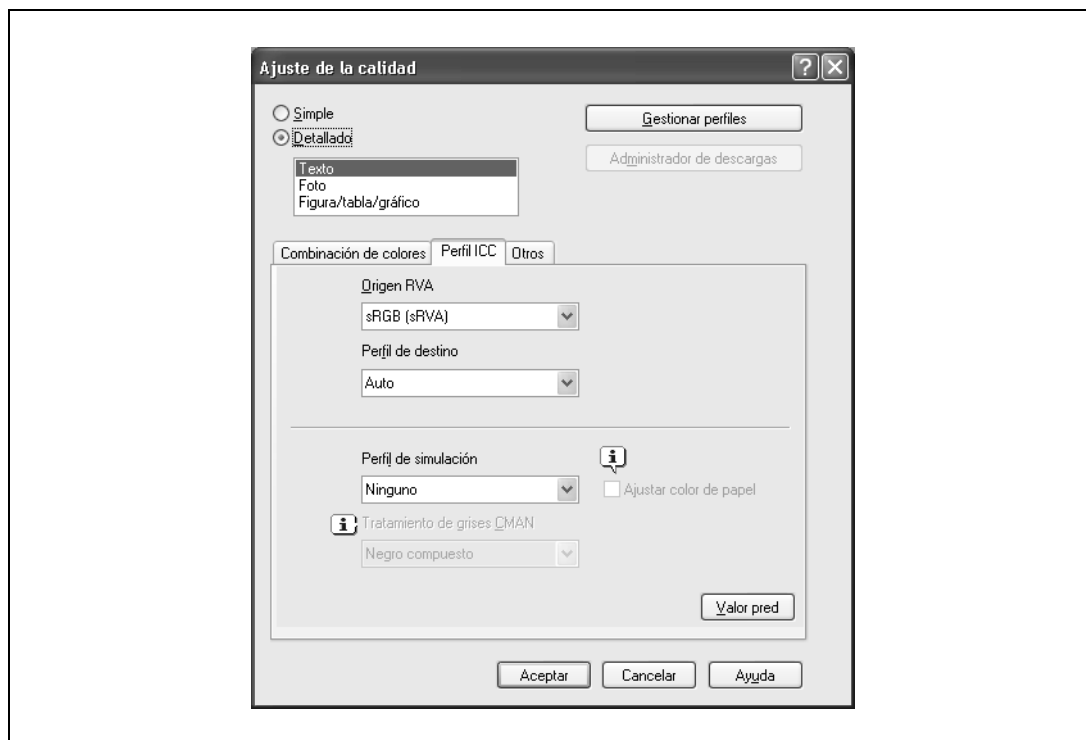 Ajuste de la calidad
Simple
Gestionar perfiles
Detallado
Administrador de descargas
Texto
Foto
Figura/tabla/gráfico
Combinación de colores Perfil ICC Otros
Origen RVA
sRGB (sRVA)
Perfil de destino
Auto
Perfil de simulación
Ninguno
Ajustar color de papel
Tratamiento de grises CMAN
Negro compuesto
Valor pred
Aceptar Cancelar Ayuda